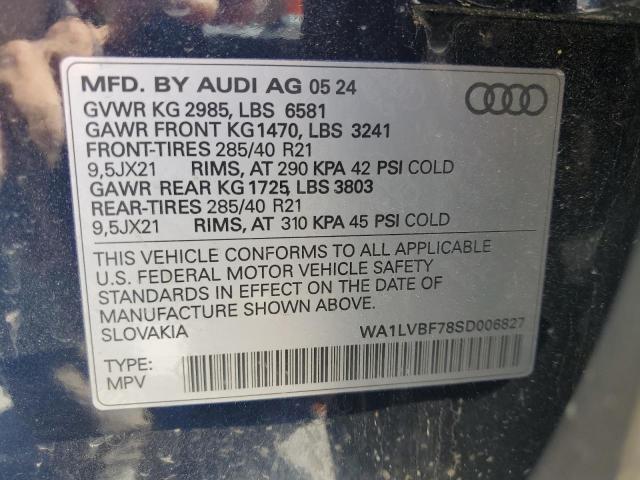 MFD. BY AUDI AG 05 24
GVWR KG 2985, LBS 6581
GAWR FRONT KG1470, LBS 3241
FRONT-TIRES 285/40 R21
9,5JX21 RIMS, AT 290 KPA 42 PSI COLD
GAWR REAR KG 1725, LBS 3803
REAR-TIRES 285/40 R21
9,5JX21 RIMS, AT 310 KPA 45 PSI COLD
THIS VEHICLE CONFORMS TO ALL APPLICABLE
U.S. FEDERAL MOTOR VEHICLE SAFETY
STANDARDS IN EFFECT ON THE DATE OF
MANUFACTURE SHOWN ABOVE.
SLOVAKIA WA1LVBF78SD006827
TYPE:
MPV